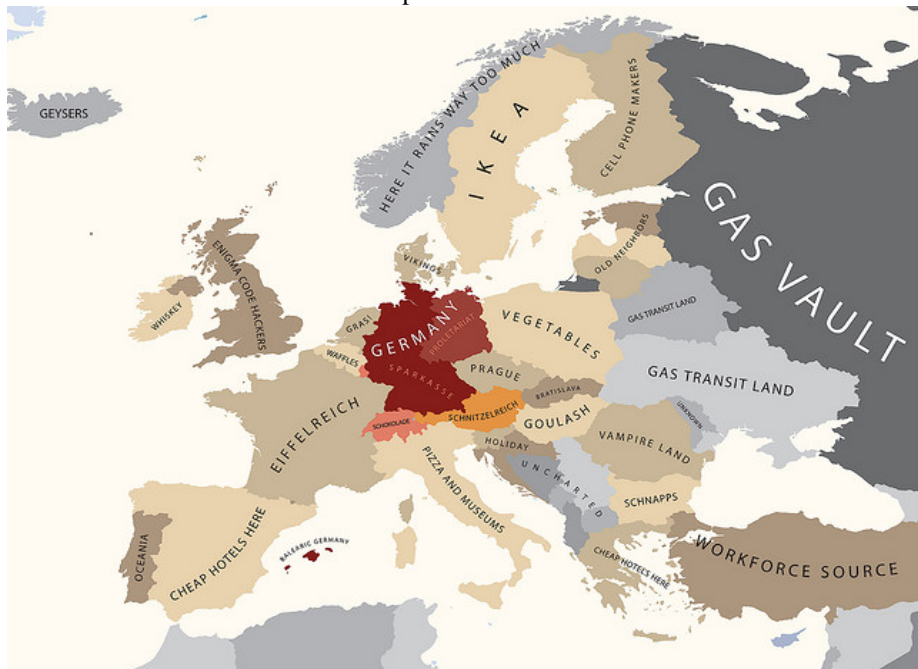 GEYSERS
HERE IT RAINS WAY TOO MUCH
IKEA
CELL PHONE MAKERS
GAS VAULT
ENIGMA CODE HACKERS
WHISKEY
VIKINGS
OLD NEIGHBORS
GRAS!
GERMANY
PROLETARIAT
SPARKASSE
VEGETABLES
GAS TRANSIT LAND
WAFFLES
PRAGUE
GAS TRANSIT LAND
BRATISLAVA
EIFFELREICH
SCHOKOLADE
SCHNITZELREICH
GOULASH
UNKNOWN
HOLIDAY
VAMPIRE LAND
PIZZA AND MUSEUMS
UNCHARTED
SCHNAPPS
OCEANIA
CHEAP HOTELS HERE
BALEARIC GERMANY
CHEAP HOTELS HERE
WORKFORCE SOURCE